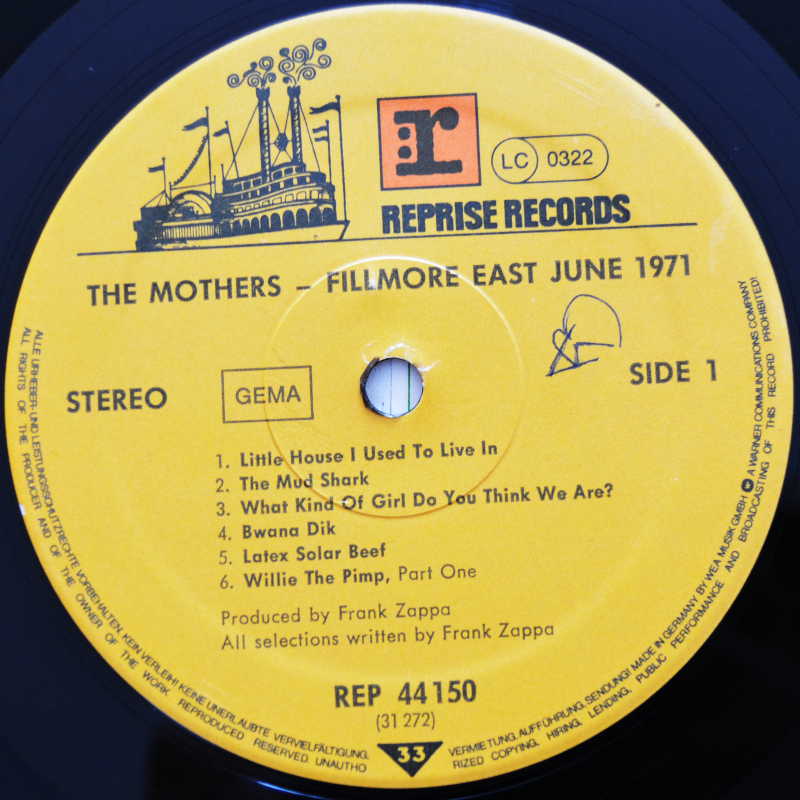 r
LC 0322
REPRISE RECORDS
THE MOTHERS – FILLMORE EAST JUNE 1971
STEREO
GEMA
SIDE 1
1. Little House I Used To Live In
2. The Mud Shark
3. What Kind Of Girl Do You Think We Are?
4. Bwana Dik
5. Latex Solar Beef
6. Willie The Pimp, Part One
Produced by Frank Zappa
All selections written by Frank Zappa
REP 44150
(31 272)
33
ALLE URHEBER- UND LEISTUNGSSCHUTZRECHTE VORBEHALTEN. KEIN VERLEIH! KEINE UNERLAUBTE VERVIELFÄLTIGUNG, VERMIETUNG, AUFFÜHRUNG, SENDUNG! MADE IN GERMANY BY WEA MUSIK GMBH A WARNER COMMUNICATIONS COMPANY
ALL RIGHTS OF THE PRODUCER AND OF THE OWNER OF THE WORK REPRODUCED RESERVED. UNAUTHORIZED COPYING, HIRING, LENDING, PUBLIC PERFORMANCE AND BROADCASTING OF THIS RECORD PROHIBITED!